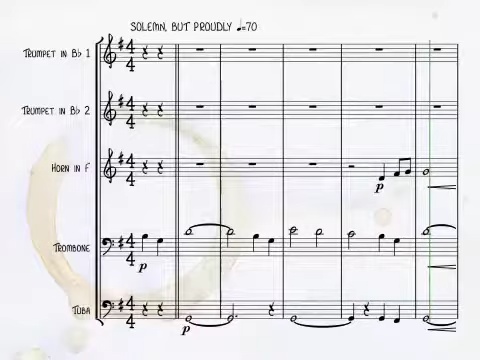 SOLEMN, BUT PROUDLY ♩=70
TRUMPET IN B♭ 1
TRUMPET IN B♭ 2
HORN IN F
p
TROMBONE
p
TUBA
p